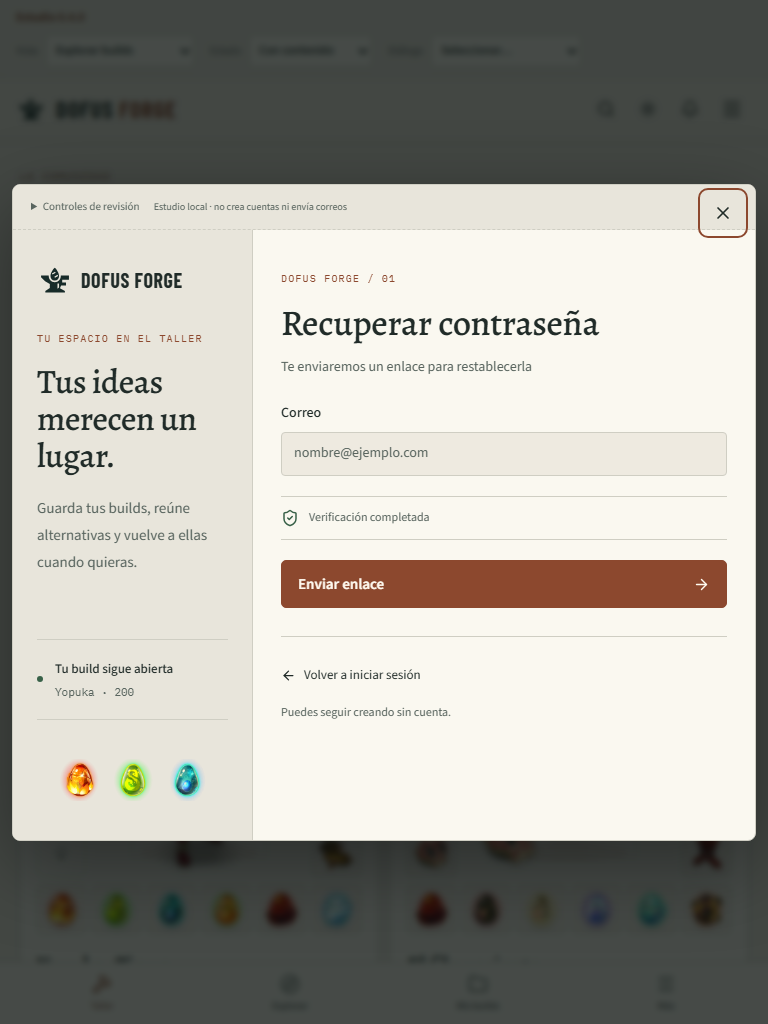 DOFUS FORGE
Controles de revisión Estudio local · no crea cuentas ni envía correos
DOFUS FORGE
TU ESPACIO EN EL TALLER
Tus ideas
merecen un
lugar.
Guarda tus builds, reúne
alternativas y vuelve a ellas
cuando quieras.
Tu build sigue abierta
Yopuka · 200
DOFUS FORGE / 01
Recuperar contraseña
Te enviaremos un enlace para restablecerla
Correo
nombre@ejemplo.com
Verificación completada
Enviar enlace
Volver a iniciar sesión
Puedes seguir creando sin cuenta.